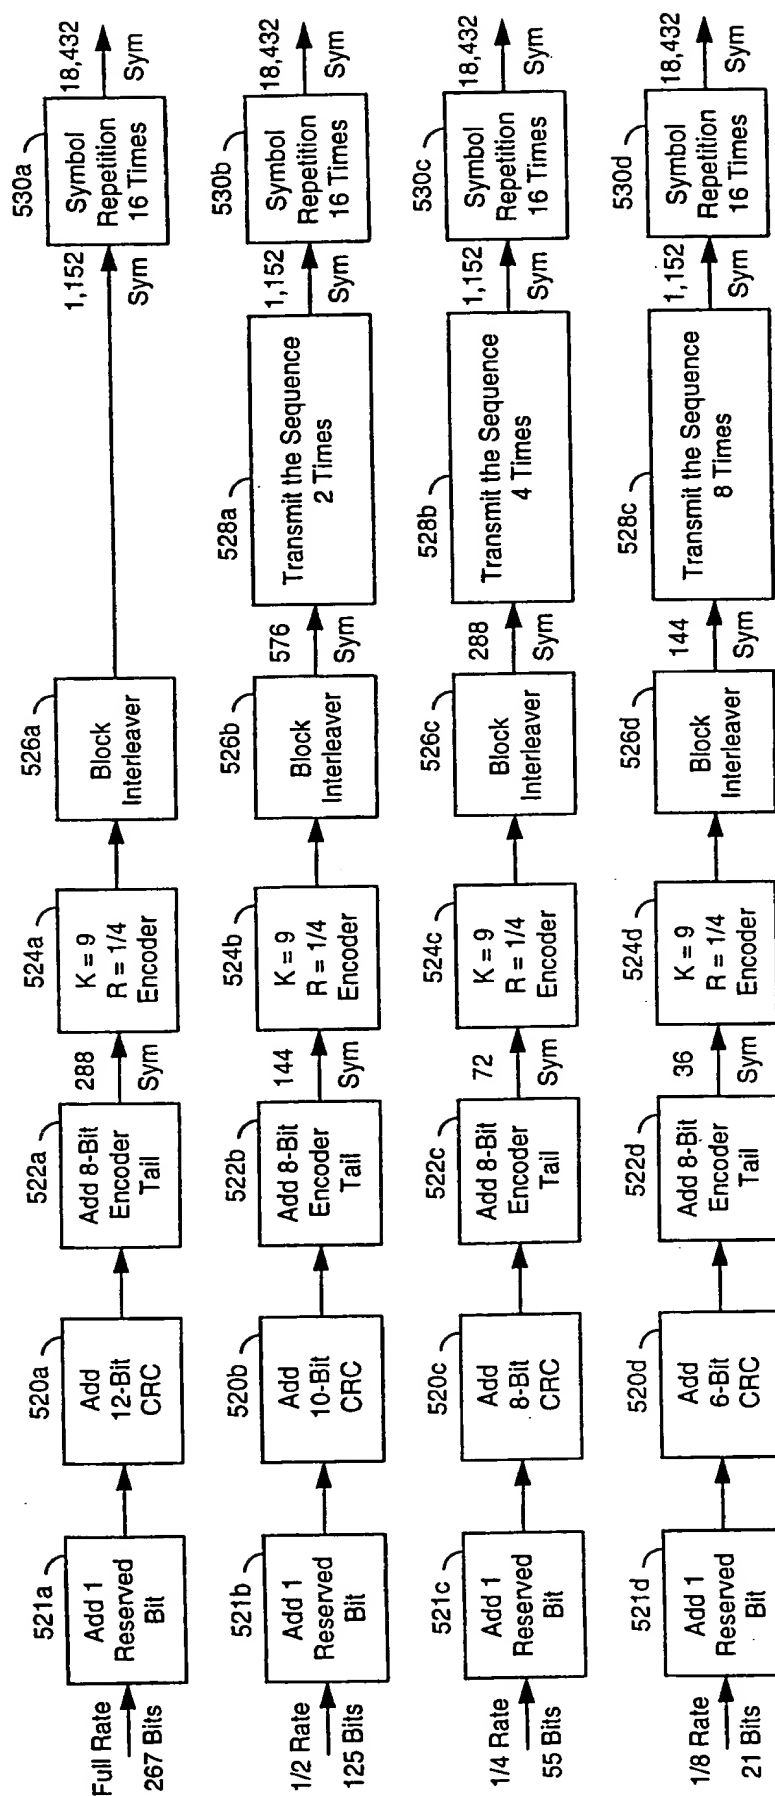 Full Rate
267 Bits
521a
Add 1
Reserved
Bit
520a
Add
12-Bit
CRC
522a
Add 8-Bit
Encoder
Tail
288
Sym
524a
K = 9
R = 1/4
Encoder
526a
Block
Interleaver
1,152
Sym
530a
Symbol
Repetition
16 Times
18,432
Sym
1/2 Rate
125 Bits
521b
Add 1
Reserved
Bit
520b
Add
10-Bit
CRC
522b
Add 8-Bit
Encoder
Tail
144
Sym
524b
K = 9
R = 1/4
Encoder
526b
Block
Interleaver
576
Sym
528a
Transmit the Sequence
2 Times
1,152
Sym
530b
Symbol
Repetition
16 Times
18,432
Sym
1/4 Rate
55 Bits
521c
Add 1
Reserved
Bit
520c
Add
8-Bit
CRC
522c
Add 8-Bit
Encoder
Tail
72
Sym
524c
K = 9
R = 1/4
Encoder
526c
Block
Interleaver
288
Sym
528b
Transmit the Sequence
4 Times
1,152
Sym
530c
Symbol
Repetition
16 Times
18,432
Sym
1/8 Rate
21 Bits
521d
Add 1
Reserved
Bit
520d
Add
6-Bit
CRC
522d
Add 8-Bit
Encoder
Tail
36
Sym
524d
K = 9
R = 1/4
Encoder
526d
Block
Interleaver
144
Sym
528c
Transmit the Sequence
8 Times
1,152
Sym
530d
Symbol
Repetition
16 Times
18,432
Sym